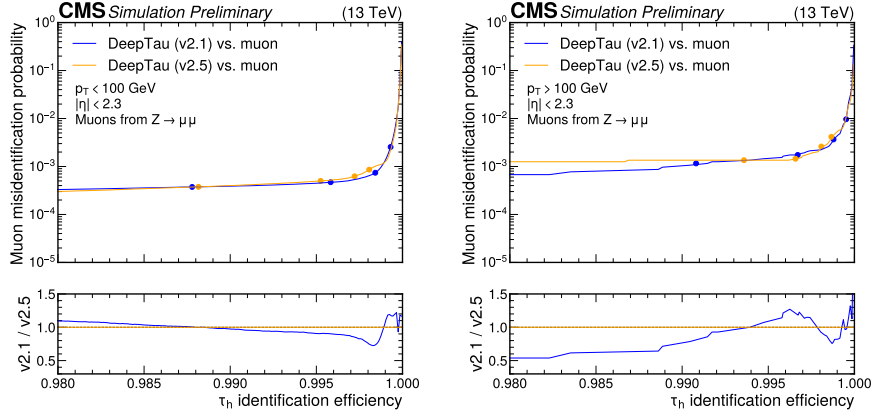 CMS Simulation Preliminary (13 TeV)
DeepTau (v2.1) vs. muon
DeepTau (v2.5) vs. muon
p_T < 100 GeV
|η| < 2.3
Muons from Z → μμ
Muon misidentification probability
10^0
10^−1
10^−2
10^−3
10^−4
10^−5
v2.1 / v2.5
1.5
1.0
0.5
0.980 0.985 0.990 0.995 1.000
τ_h identification efficiency
CMS Simulation Preliminary (13 TeV)
DeepTau (v2.1) vs. muon
DeepTau (v2.5) vs. muon
p_T > 100 GeV
|η| < 2.3
Muons from Z → μμ
Muon misidentification probability
10^0
10^−1
10^−2
10^−3
10^−4
10^−5
v2.1 / v2.5
1.5
1.0
0.5
0.980 0.985 0.990 0.995 1.000
τ_h identification efficiency